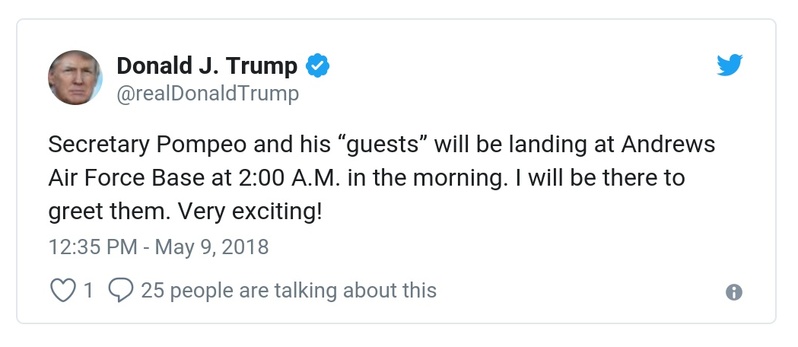 Donald J. Trump
@realDonaldTrump
Secretary Pompeo and his “guests” will be landing at Andrews
Air Force Base at 2:00 A.M. in the morning. I will be there to
greet them. Very exciting!
12:35 PM - May 9, 2018
1 25 people are talking about this